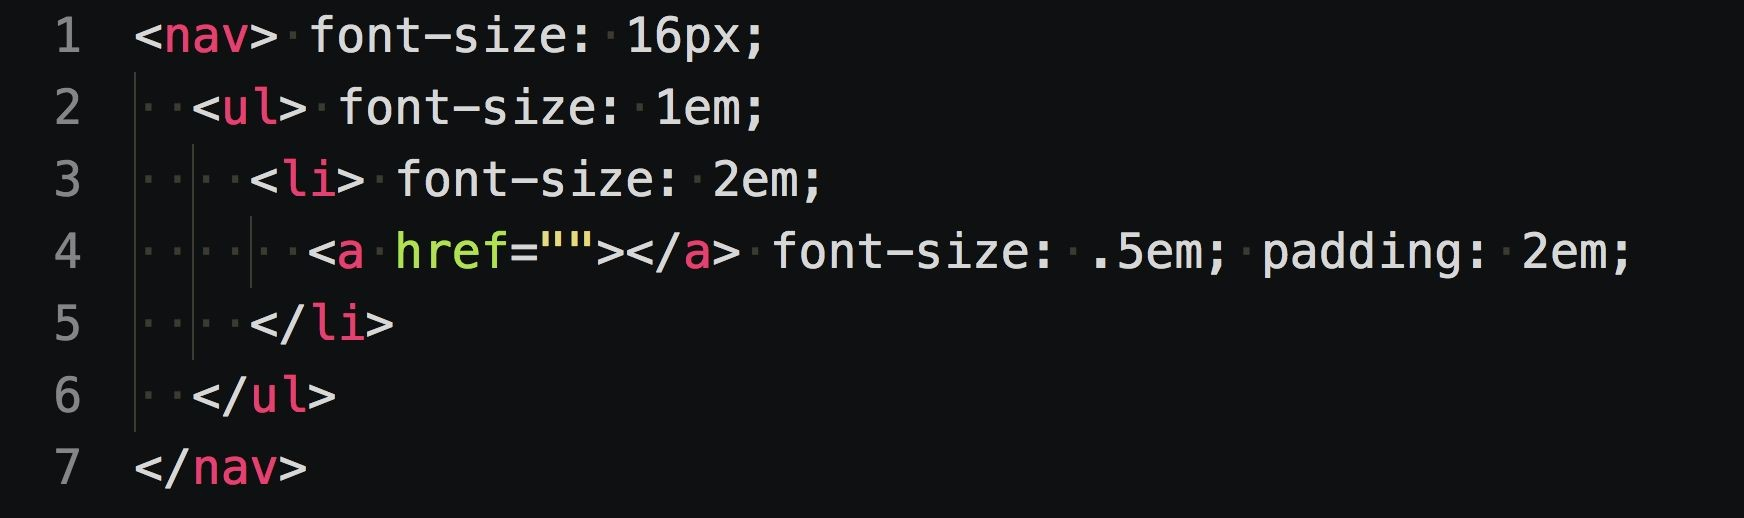 1 <nav> font-size: 16px;
2   <ul> font-size: 1em;
3     <li> font-size: 2em;
4       <a href=""></a> font-size: .5em; padding: 2em;
5     </li>
6   </ul>
7 </nav>